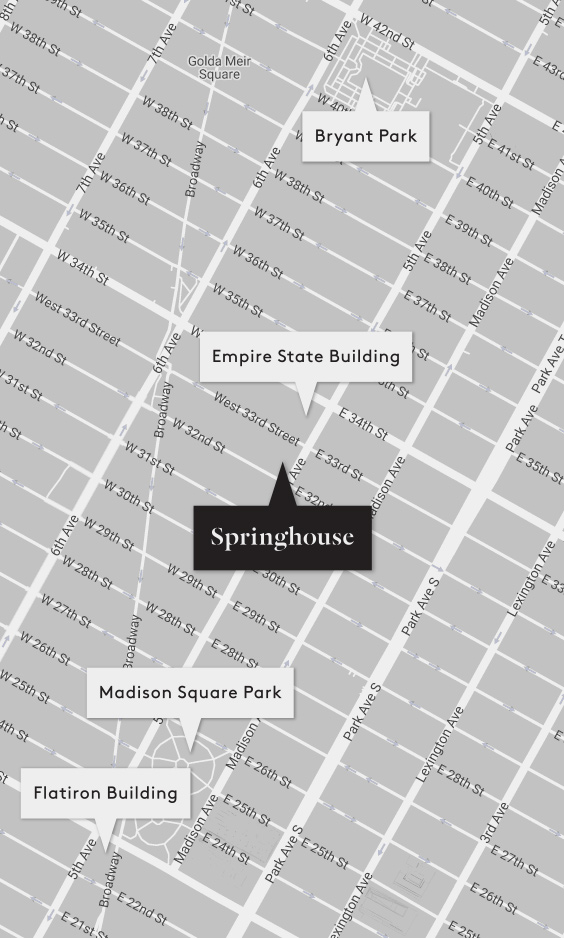 W 42nd St
5th Ave
W 38th St
7th Ave
6th Ave
Golda Meir
Square
E 43rd
37th St
W 38th St
W 40th
Bryant Park
5th Ave
E 41st St
W 37th St
Broadway
6th Ave
7th Ave
W 36th St
W 38th St
E 40th St
Madison Ave
W 35th St
W 37th St
E 39th St
5th Ave
W 36th St
E 38th St
W 34th St
Madison Ave
W 35th St
E 37th St
West 33rd Street
W 32nd St
6th Ave
Empire State Building
Park Ave
W 31st St
Broadway
West 33rd Street
E 34th St
Park Ave
W 32nd St
W 31st St
E 33rd St
E 35th St
Ave
Madison Ave
W 30th St
E 32nd
Springhouse
6th Ave
W 29th St
Lexington Ave
W 28th St
W 29th St
E 30th St
E 33
W 27th St
W 28th St
E 29th St
Park Ave S
Broadway
W 26th St
E 28th St
W 25th St
Madison Square Park
Park Ave S
4th St
Madison
Lexington Ave
E 26th St
E 28th St
Flatiron Building
E 25th St
Madison Ave
3rd Ave
E 24th St
E 25th St
5th Ave
Park Ave S
E 27th St
Broadway
E 22nd St
Lexington Ave
E 26th St
E 21st St
E 25th